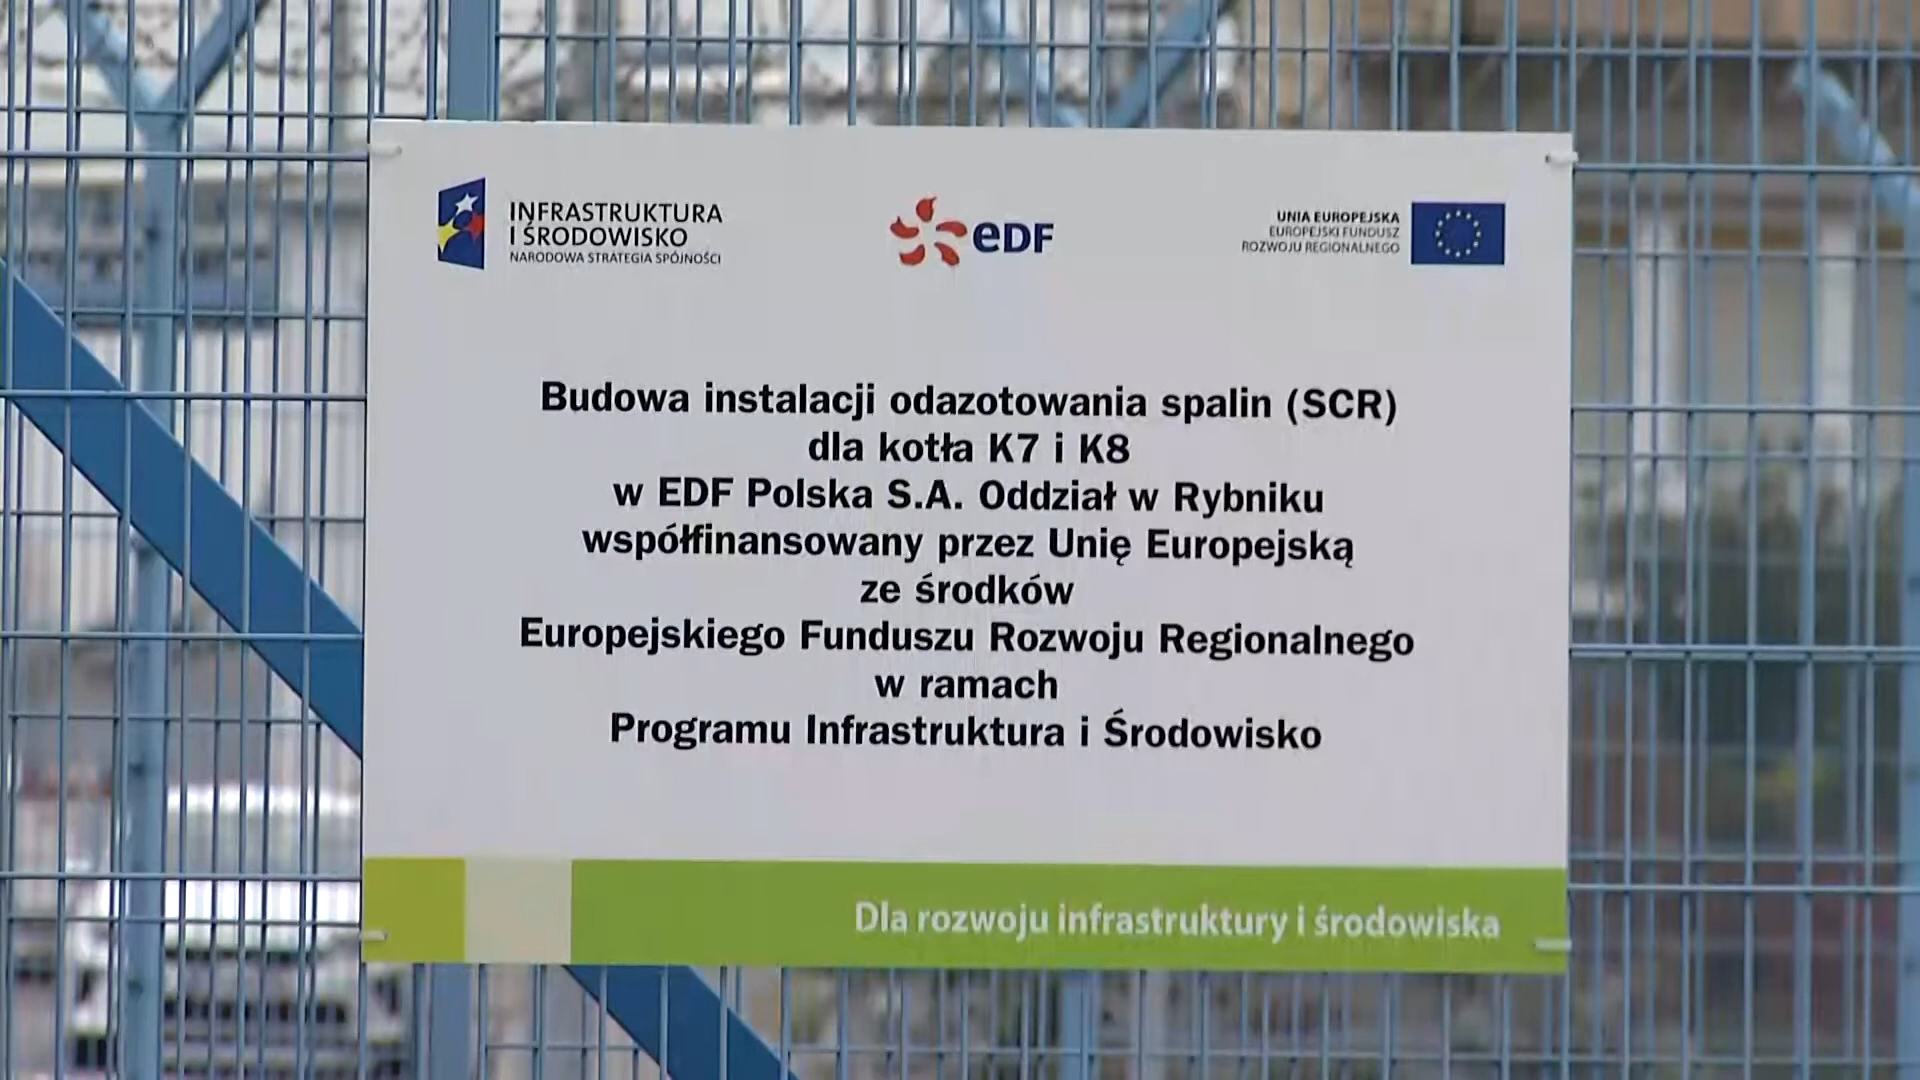 INFRASTRUKTURA
I ŚRODOWISKO
NARODOWA STRATEGIA SPÓJNOŚCI
eDF
UNIA EUROPEJSKA
EUROPEJSKI FUNDUSZ
ROZWOJU REGIONALNEGO
Budowa instalacji odazotowania spalin (SCR)
dla kotła K7 i K8
w EDF Polska S.A. Oddział w Rybniku
współfinansowany przez Unię Europejską
ze środków
Europejskiego Funduszu Rozwoju Regionalnego
w ramach
Programu Infrastruktura i Środowisko
Dla rozwoju infrastruktury i środowiska